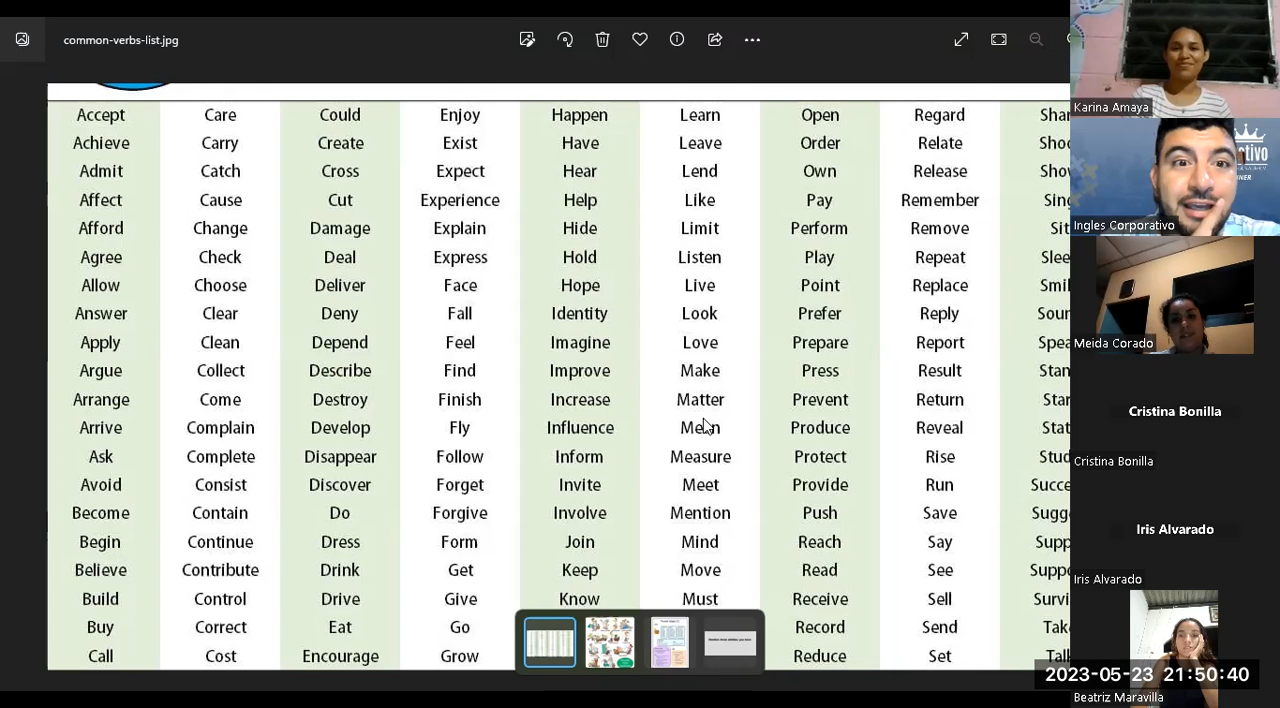 common-verbs-list.jpg
Accept Care Could Enjoy Happen Learn Open Regard
Achieve Carry Create Exist Have Leave Order Relate
Admit Catch Cross Expect Hear Lend Own Release
Affect Cause Cut Experience Help Like Pay Remember
Afford Change Damage Explain Hide Limit Perform Remove
Agree Check Deal Express Hold Listen Play Repeat
Allow Choose Deliver Face Hope Live Point Replace
Answer Clear Deny Fall Identity Look Prefer Reply
Apply Clean Depend Feel Imagine Love Prepare Report
Argue Collect Describe Find Improve Make Press Result
Arrange Come Destroy Finish Increase Matter Prevent Return
Arrive Complain Develop Fly Influence Mean Produce Reveal
Ask Complete Disappear Follow Inform Measure Protect Rise
Avoid Consist Discover Forget Invite Meet Provide Run
Become Contain Do Forgive Involve Mention Push Save
Begin Continue Dress Form Join Mind Reach Say
Believe Contribute Drink Get Keep Move Read See
Build Control Drive Give Know Must Receive Sell
Buy Correct Eat Go Record Send
Call Cost Encourage Grow Reduce Set
Karina Amaya
Ingles Corporativo
Meida Corado
Cristina Bonilla
Cristina Bonilla
Iris Alvarado
Iris Alvarado
2023-05-23 21:50:40
Beatriz Maravilla